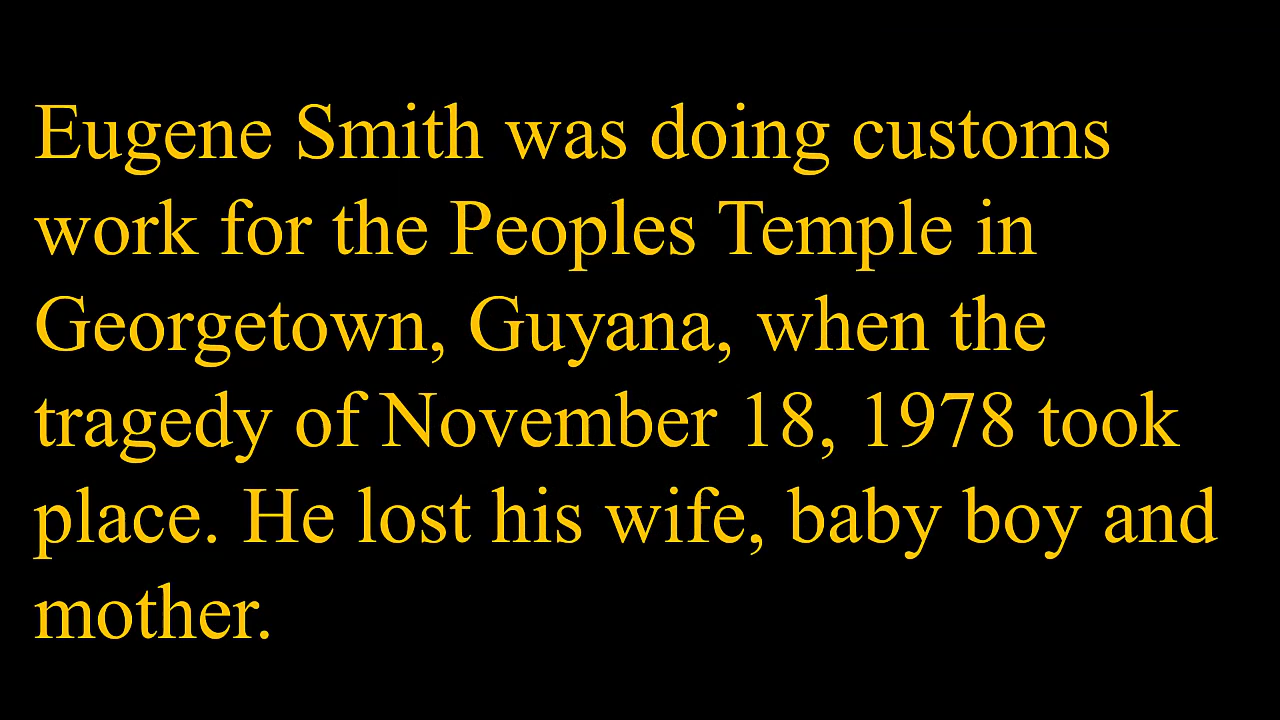 Eugene Smith was doing customs
work for the Peoples Temple in
Georgetown, Guyana, when the
tragedy of November 18, 1978 took
place. He lost his wife, baby boy and
mother.